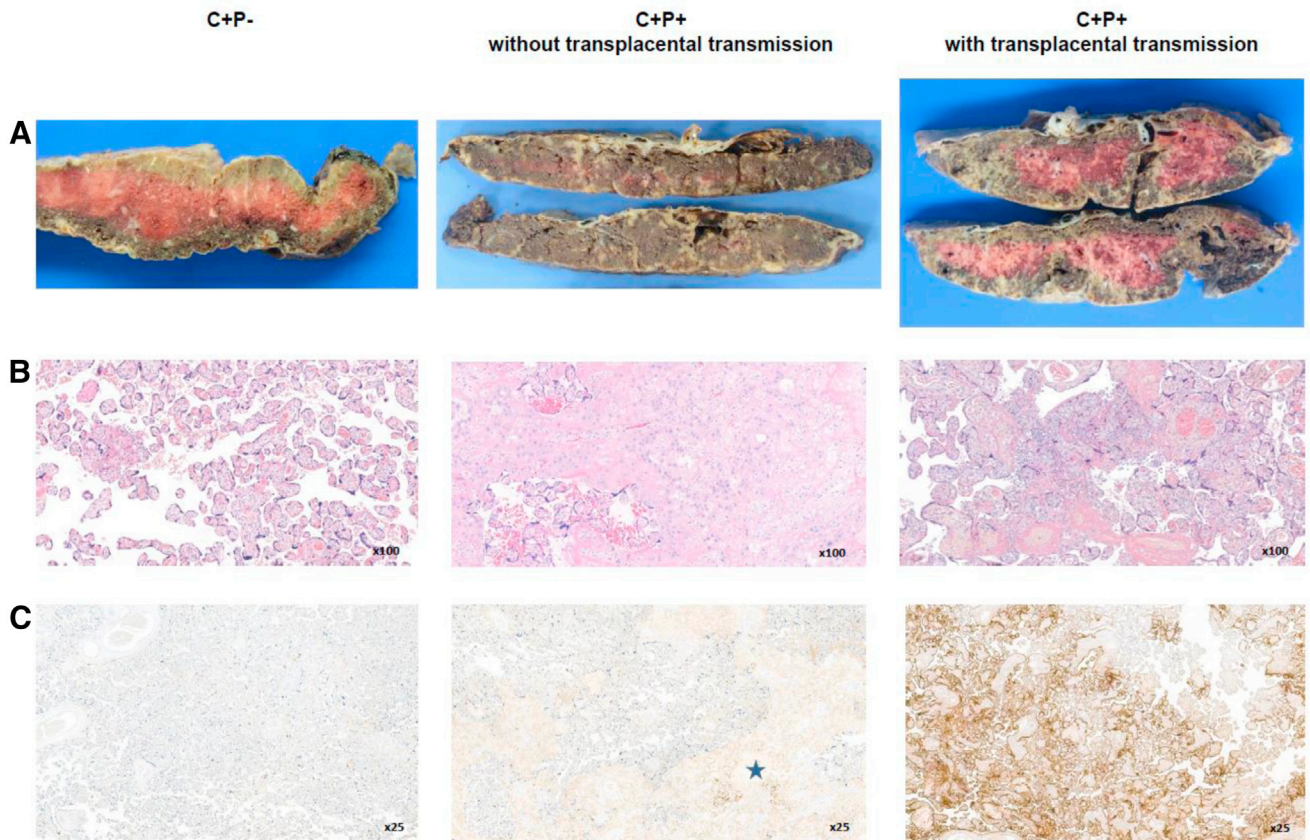 C+P-
C+P+
without transplacental transmission
C+P+
with transplacental transmission
A
B
x100
x100
x100
C
x25
x25
x25